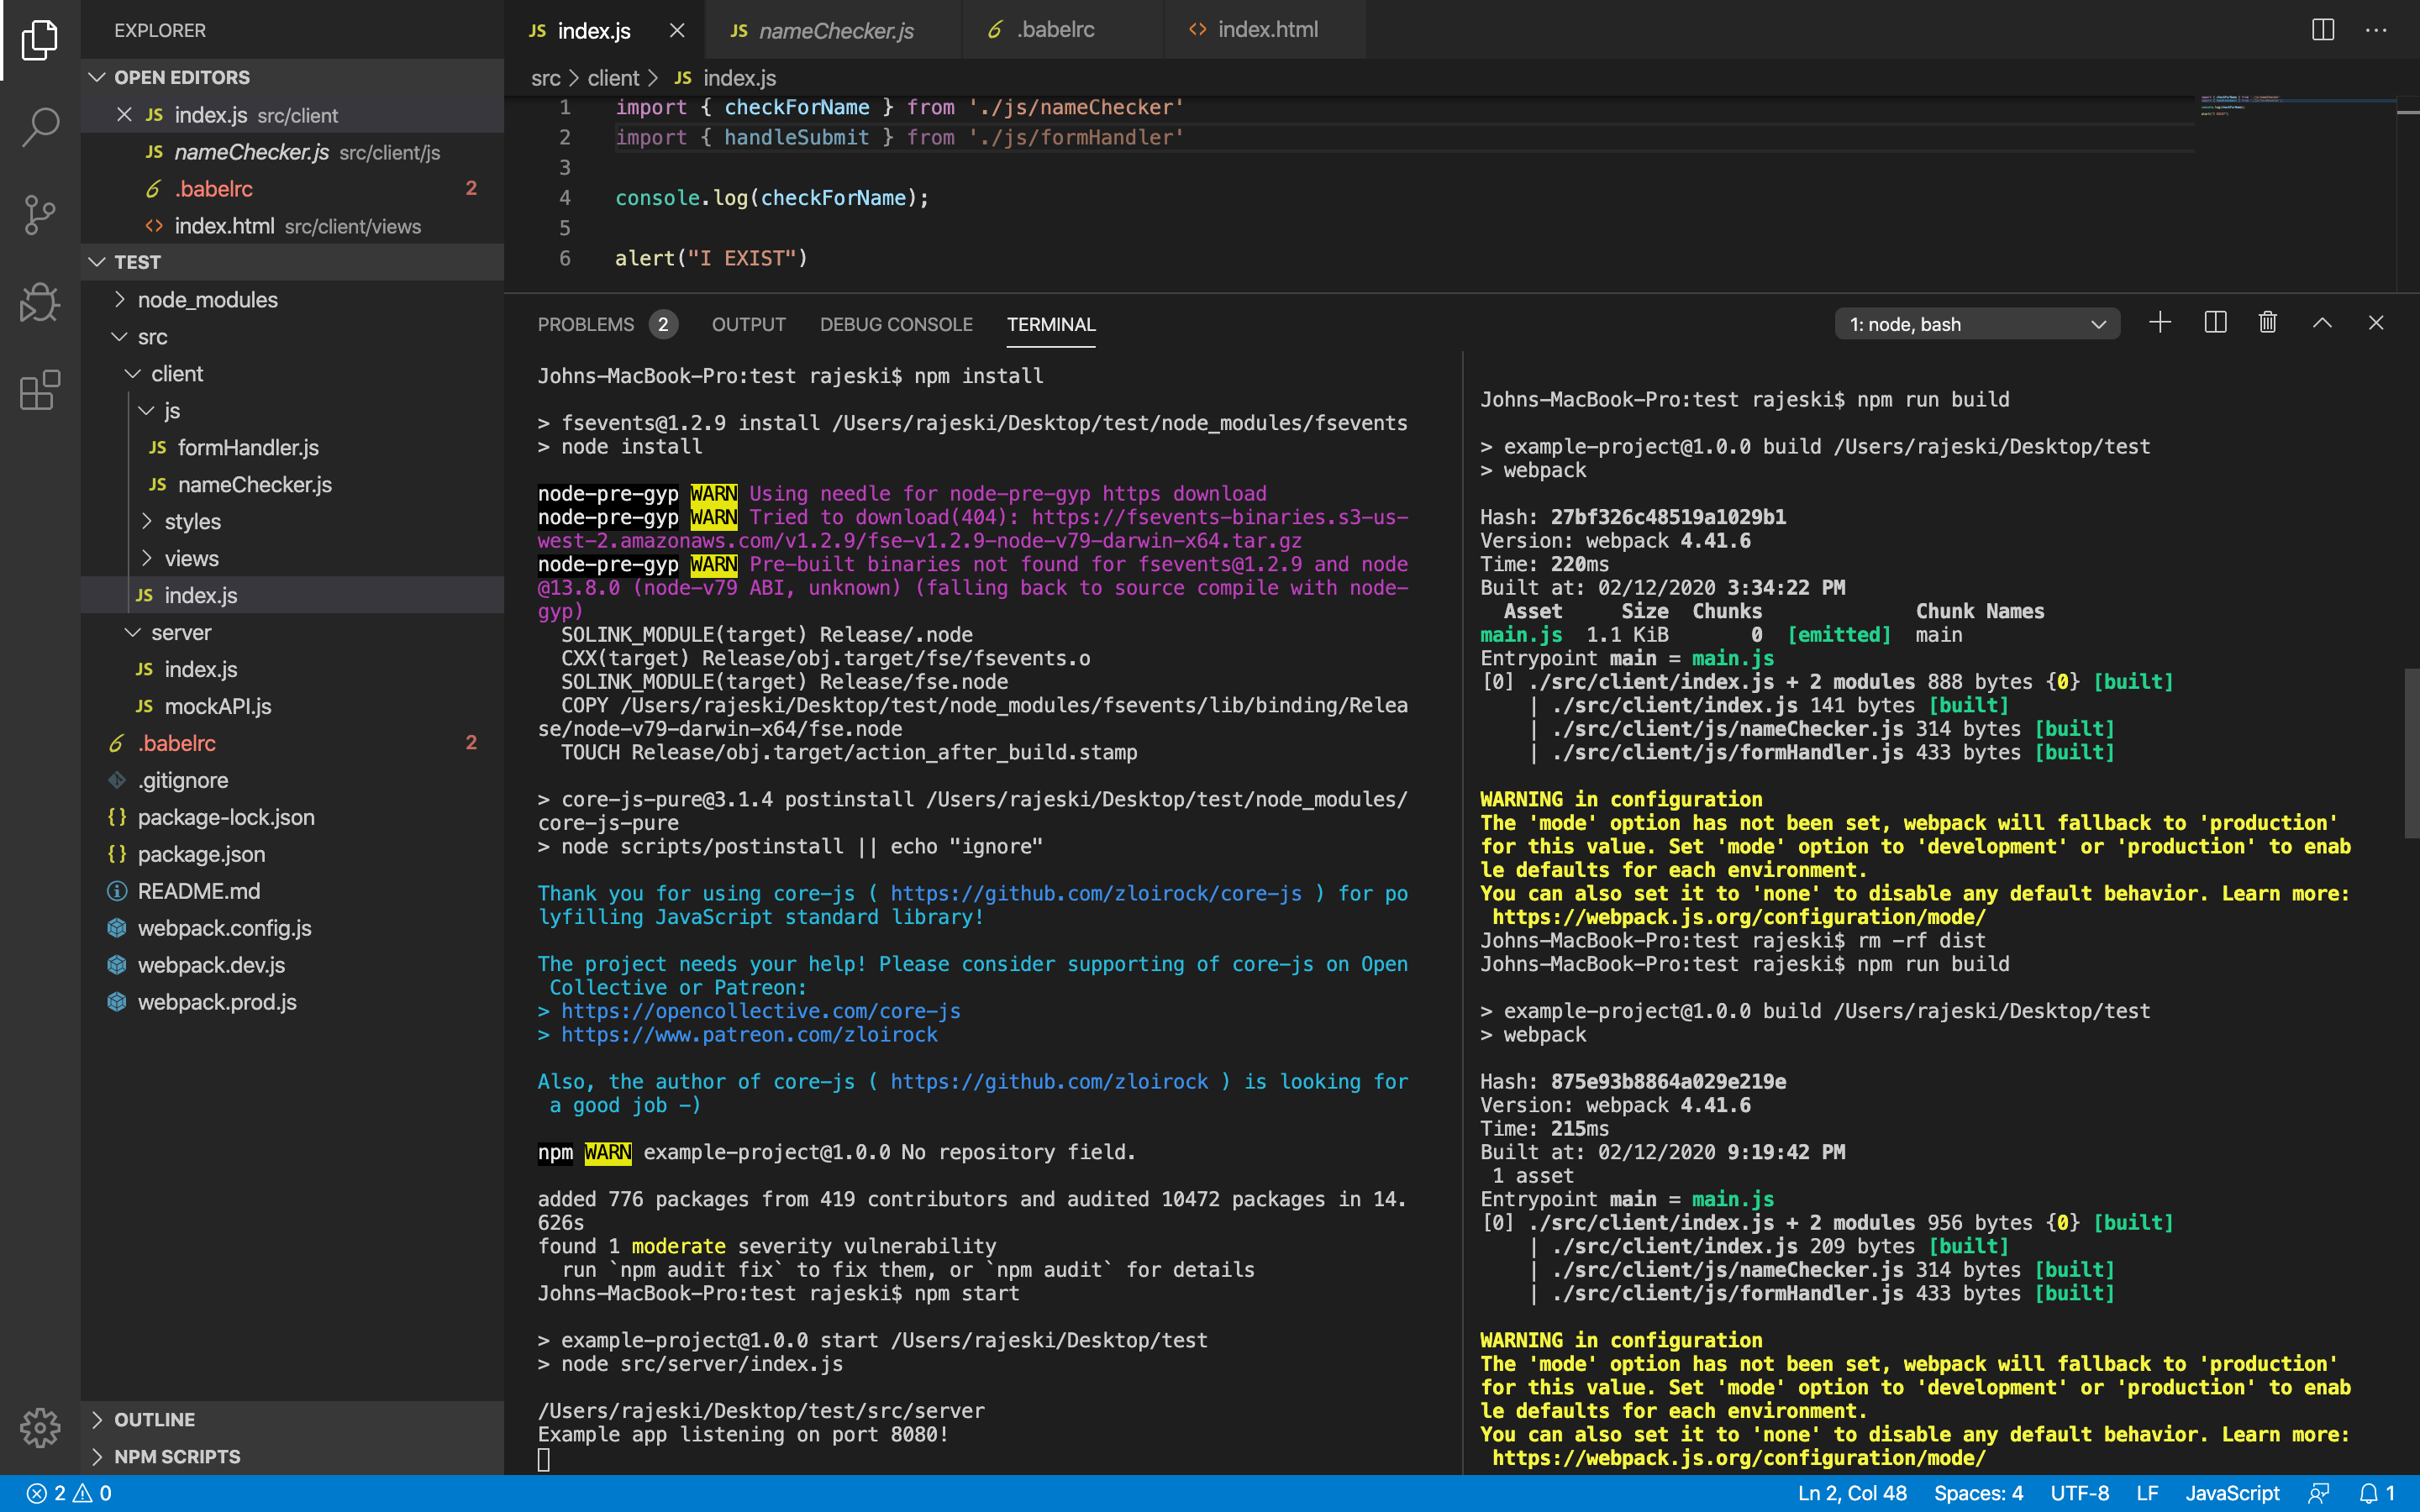 EXPLORER
OPEN EDITORS
JS index.js src/client
JS nameChecker.js src/client/js
.babelrc 2
<> index.html src/client/views
TEST
node_modules
src
client
js
JS formHandler.js
JS nameChecker.js
styles
views
JS index.js
server
JS index.js
JS mockAPI.js
.babelrc 2
.gitignore
{} package-lock.json
{} package.json
README.md
webpack.config.js
webpack.dev.js
webpack.prod.js
OUTLINE
NPM SCRIPTS
JS index.js
JS nameChecker.js
.babelrc
<> index.html
src > client > JS index.js
1 import { checkForName } from './js/nameChecker'
2 import { handleSubmit } from './js/formHandler'
3
4 console.log(checkForName);
5
6 alert("I EXIST")
PROBLEMS 2 OUTPUT DEBUG CONSOLE TERMINAL
1: node, bash
Johns-MacBook-Pro:test rajeski$ npm install
> fsevents@1.2.9 install /Users/rajeski/Desktop/test/node_modules/fsevents
> node install
node-pre-gyp WARN Using needle for node-pre-gyp https download
node-pre-gyp WARN Tried to download(404): https://fsevents-binaries.s3-us-
west-2.amazonaws.com/v1.2.9/fse-v1.2.9-node-v79-darwin-x64.tar.gz
node-pre-gyp WARN Pre-built binaries not found for fsevents@1.2.9 and node
@13.8.0 (node-v79 ABI, unknown) (falling back to source compile with node-
gyp)
SOLINK_MODULE(target) Release/.node
CXX(target) Release/obj.target/fse/fsevents.o
SOLINK_MODULE(target) Release/fse.node
COPY /Users/rajeski/Desktop/test/node_modules/fsevents/lib/binding/Relea
se/node-v79-darwin-x64/fse.node
TOUCH Release/obj.target/action_after_build.stamp
> core-js-pure@3.1.4 postinstall /Users/rajeski/Desktop/test/node_modules/
core-js-pure
> node scripts/postinstall || echo "ignore"
Thank you for using core-js ( https://github.com/zloirock/core-js ) for po
lyfilling JavaScript standard library!
The project needs your help! Please consider supporting of core-js on Open
Collective or Patreon:
> https://opencollective.com/core-js
> https://www.patreon.com/zloirock
Also, the author of core-js ( https://github.com/zloirock ) is looking for
a good job -)
npm WARN example-project@1.0.0 No repository field.
added 776 packages from 419 contributors and audited 10472 packages in 14.
626s
found 1 moderate severity vulnerability
run `npm audit fix` to fix them, or `npm audit` for details
Johns-MacBook-Pro:test rajeski$ npm start
> example-project@1.0.0 start /Users/rajeski/Desktop/test
> node src/server/index.js
/Users/rajeski/Desktop/test/src/server
Example app listening on port 8080!
Johns-MacBook-Pro:test rajeski$ npm run build
> example-project@1.0.0 build /Users/rajeski/Desktop/test
> webpack
Hash: 27bf326c48519a1029b1
Version: webpack 4.41.6
Time: 220ms
Built at: 02/12/2020 3:34:22 PM
Asset Size Chunks Chunk Names
main.js 1.1 KiB 0 [emitted] main
Entrypoint main = main.js
[0] ./src/client/index.js + 2 modules 888 bytes {0} [built]
| ./src/client/index.js 141 bytes [built]
| ./src/client/js/nameChecker.js 314 bytes [built]
| ./src/client/js/formHandler.js 433 bytes [built]
WARNING in configuration
The 'mode' option has not been set, webpack will fallback to 'production'
for this value. Set 'mode' option to 'development' or 'production' to enab
le defaults for each environment.
You can also set it to 'none' to disable any default behavior. Learn more:
https://webpack.js.org/configuration/mode/
Johns-MacBook-Pro:test rajeski$ rm -rf dist
Johns-MacBook-Pro:test rajeski$ npm run build
> example-project@1.0.0 build /Users/rajeski/Desktop/test
> webpack
Hash: 875e93b8864a029e219e
Version: webpack 4.41.6
Time: 215ms
Built at: 02/12/2020 9:19:42 PM
1 asset
Entrypoint main = main.js
[0] ./src/client/index.js + 2 modules 956 bytes {0} [built]
| ./src/client/index.js 209 bytes [built]
| ./src/client/js/nameChecker.js 314 bytes [built]
| ./src/client/js/formHandler.js 433 bytes [built]
WARNING in configuration
The 'mode' option has not been set, webpack will fallback to 'production'
for this value. Set 'mode' option to 'development' or 'production' to enab
le defaults for each environment.
You can also set it to 'none' to disable any default behavior. Learn more:
https://webpack.js.org/configuration/mode/
2 0 Ln 2, Col 48 Spaces: 4 UTF-8 LF JavaScript 1